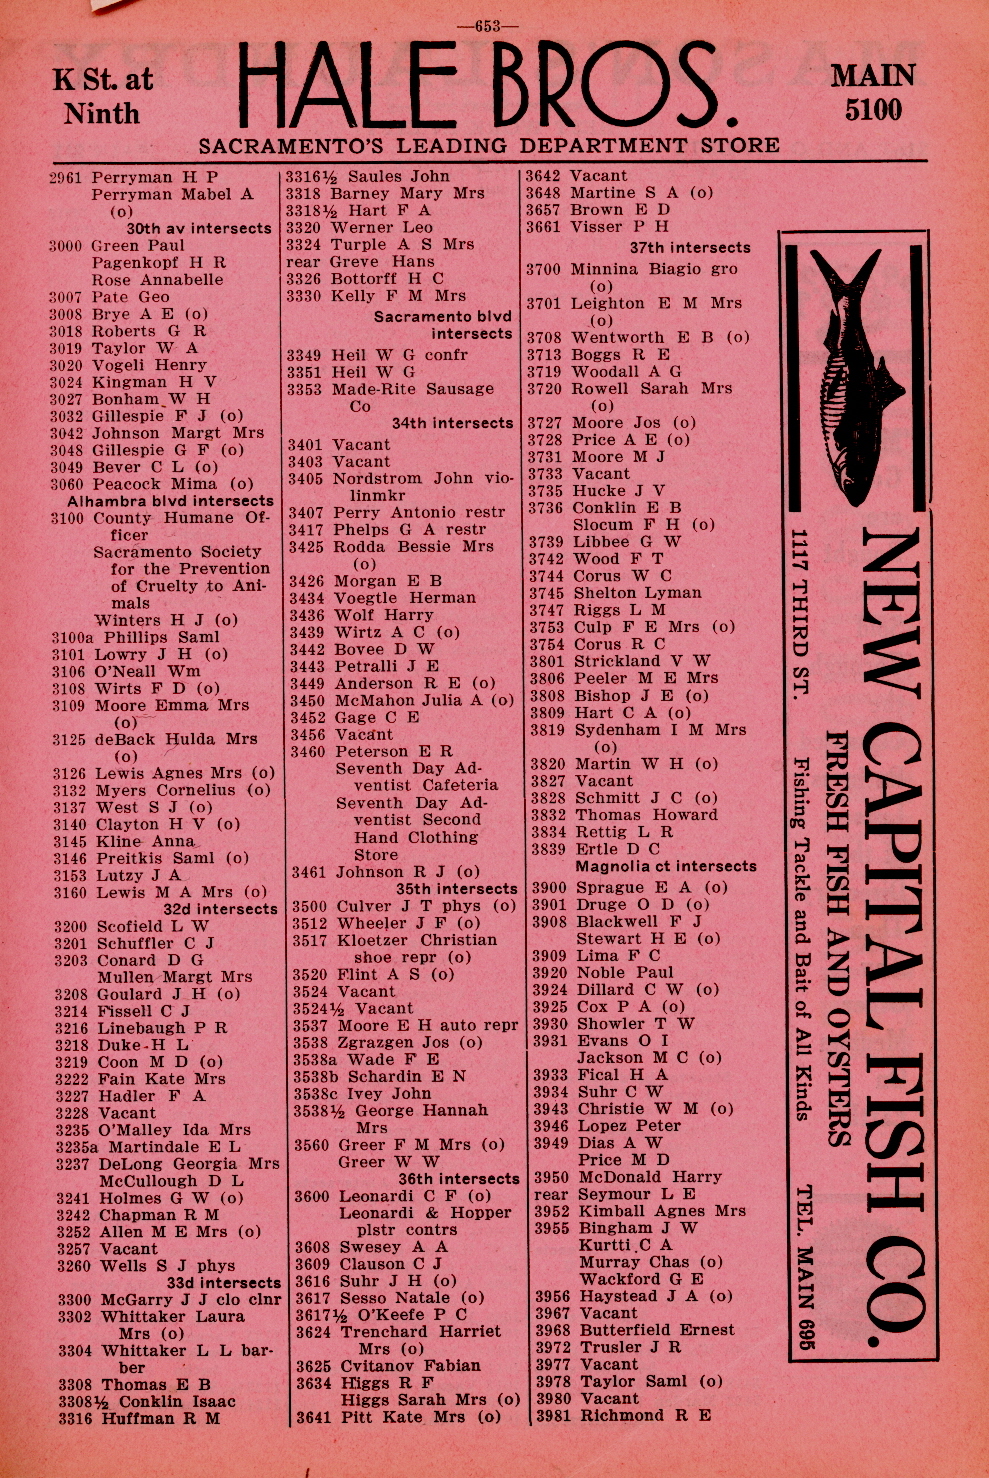 —653—
K St. at
Ninth
HALE BROS.
MAIN
5100
SACRAMENTO'S LEADING DEPARTMENT STORE
2961 Perryman H P
Perryman Mabel A
(o)
30th av intersects
3000 Green Paul
Pagenkopf H R
Rose Annabelle
3007 Pate Geo
3008 Brye A E (o)
3018 Roberts G R
3019 Taylor W A
3020 Vogeli Henry
3024 Kingman H V
3027 Bonham W H
3032 Gillespie F J (o)
3042 Johnson Margt Mrs
3048 Gillespie G F (o)
3049 Bever C L (o)
3060 Peacock Mima (o)
Alhambra blvd intersects
3100 County Humane Of-
ficer
Sacramento Society
for the Prevention
of Cruelty to Ani-
mals
Winters H J (o)
3100a Phillips Saml
3101 Lowry J H (o)
3106 O'Neall Wm
3108 Wirts F D (o)
3109 Moore Emma Mrs
(o)
3125 deBack Hulda Mrs
(o)
3126 Lewis Agnes Mrs (o)
3132 Myers Cornelius (o)
3137 West S J (o)
3140 Clayton H V (o)
3145 Kline Anna
3146 Preitkis Saml (o)
3153 Lutzy J A
3160 Lewis M A Mrs (o)
32d intersects
3200 Scofield L W
3201 Schuffler C J
3203 Conard D G
Mullen Margt Mrs
3208 Goulard J H (o)
3214 Fissell C J
3216 Linebaugh P R
3218 Duke H L
3219 Coon M D (o)
3222 Fain Kate Mrs
3227 Hadler F A
3228 Vacant
3235 O'Malley Ida Mrs
3235a Martindale E L
3237 DeLong Georgia Mrs
McCullough D L
3241 Holmes G W (o)
3242 Chapman R M
3252 Allen M E Mrs (o)
3257 Vacant
3260 Wells S J phys
33d intersects
3300 McGarry J J clo clnr
3302 Whittaker Laura
Mrs (o)
3304 Whittaker L L bar-
ber
3308 Thomas E B
3308½ Conklin Isaac
3316 Huffman R M
3316½ Saules John
3318 Barney Mary Mrs
3318½ Hart F A
3320 Werner Leo
3324 Turple A S Mrs
rear Greve Hans
3326 Bottorff H C
3330 Kelly F M Mrs
Sacramento blvd
intersects
3349 Heil W G confr
3351 Heil W G
3353 Made-Rite Sausage
Co
34th intersects
3401 Vacant
3403 Vacant
3405 Nordstrom John vio-
linmkr
3407 Perry Antonio restr
3417 Phelps G A restr
3425 Rodda Bessie Mrs
(o)
3426 Morgan E B
3434 Voegtle Herman
3436 Wolf Harry
3439 Wirtz A C (o)
3442 Bovee D W
3443 Petralli J E
3449 Anderson R E (o)
3450 McMahon Julia A (o)
3452 Gage C E
3456 Vacant
3460 Peterson E R
Seventh Day Ad-
ventist Cafeteria
Seventh Day Ad-
ventist Second
Hand Clothing
Store
3461 Johnson R J (o)
35th intersects
3500 Culver J T phys (o)
3512 Wheeler J F (o)
3517 Kloetzer Christian
shoe repr (o)
3520 Flint A S (o)
3524 Vacant
3524½ Vacant
3537 Moore E H auto repr
3538 Zgrazgen Jos (o)
3538a Wade F E
3538b Schardin E N
3538c Ivey John
3538½ George Hannah
Mrs
3560 Greer F M Mrs (o)
Greer W W
36th intersects
3600 Leonardi C F (o)
Leonardi & Hopper
plstr contrs
3608 Swesey A A
3609 Clauson C J
3616 Suhr J H (o)
3617 Sesso Natale (o)
3617½ O'Keefe P C
3624 Trenchard Harriet
Mrs (o)
3625 Cvitanov Fabian
3634 Higgs R F
Higgs Sarah Mrs (o)
3641 Pitt Kate Mrs (o)
3642 Vacant
3648 Martine S A (o)
3657 Brown E D
3661 Visser P H
37th intersects
3700 Minnina Biagio gro
(o)
3701 Leighton E M Mrs
(o)
3708 Wentworth E B (o)
3713 Boggs R E
3719 Woodall A G
3720 Rowell Sarah Mrs
(o)
3727 Moore Jos (o)
3728 Price A E (o)
3731 Moore M J
3733 Vacant
3735 Hucke J V
3736 Conklin E B
Slocum F H (o)
3739 Libbee G W
3742 Wood F T
3744 Corus W C
3745 Shelton Lyman
3747 Riggs L M
3753 Culp F E Mrs (o)
3754 Corus R C
3801 Strickland V W
3806 Peeler M E Mrs
3808 Bishop J E (o)
3809 Hart C A (o)
3819 Sydenham I M Mrs
(o)
3820 Martin W H (o)
3827 Vacant
3828 Schmitt J C (o)
3832 Thomas Howard
3834 Rettig L R
3839 Ertle D C
Magnolia ct intersects
3900 Sprague E A (o)
3901 Druge O D (o)
3908 Blackwell F J
Stewart H E (o)
3909 Lima F C
3920 Noble Paul
3924 Dillard C W (o)
3925 Cox P A (o)
3930 Showler T W
3931 Evans O I
Jackson M C (o)
3933 Fical H A
3934 Suhr C W
3943 Christie W M (o)
3946 Lopez Peter
3949 Dias A W
Price M D
3950 McDonald Harry
rear Seymour L E
3952 Kimball Agnes Mrs
3955 Bingham J W
Kurtti C A
Murray Chas (o)
Wackford G E
3956 Haystead J A (o)
3967 Vacant
3968 Butterfield Ernest
3972 Trusler J R
3977 Vacant
3978 Taylor Saml (o)
3980 Vacant
3981 Richmond R E
NEW CAPITAL FISH CO.
FRESH FISH AND OYSTERS
1117 THIRD ST. Fishing Tackle and Bait of All Kinds TEL. MAIN 695